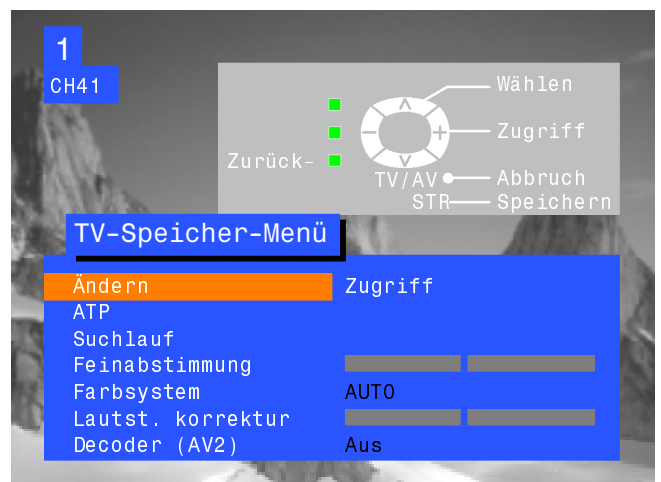 1
CH41
Wählen
Zugriff
Zurück-
TV/AV Abbruch
STR Speichern
TV-Speicher-Menü
Ändern Zugriff
ATP
Suchlauf
Feinabstimmung
Farbsystem AUTO
Lautst. korrektur
Decoder (AV2) Aus